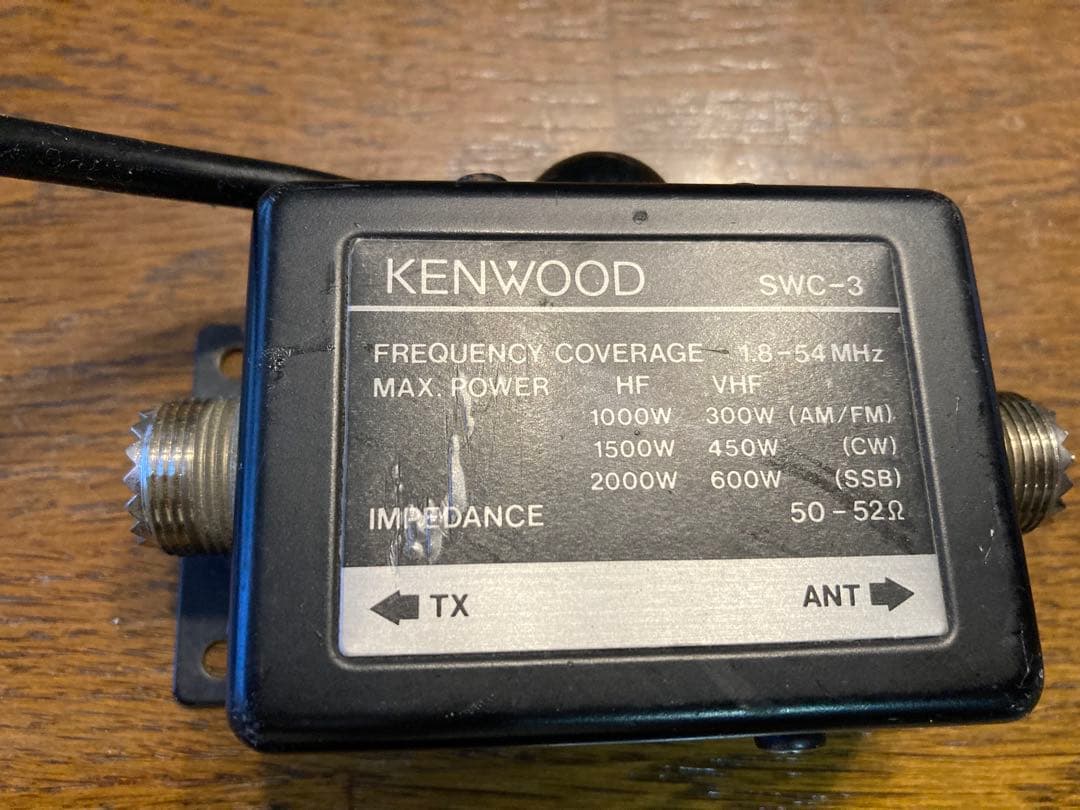 KENWOOD SWC-3
FREQUENCY COVERAGE 1.8-54 MHz
MAX. POWER HF VHF
1000W 300W (AM/FM)
1500W 450W (CW)
2000W 600W (SSB)
IMPEDANCE 50-52Ω
TX ANT